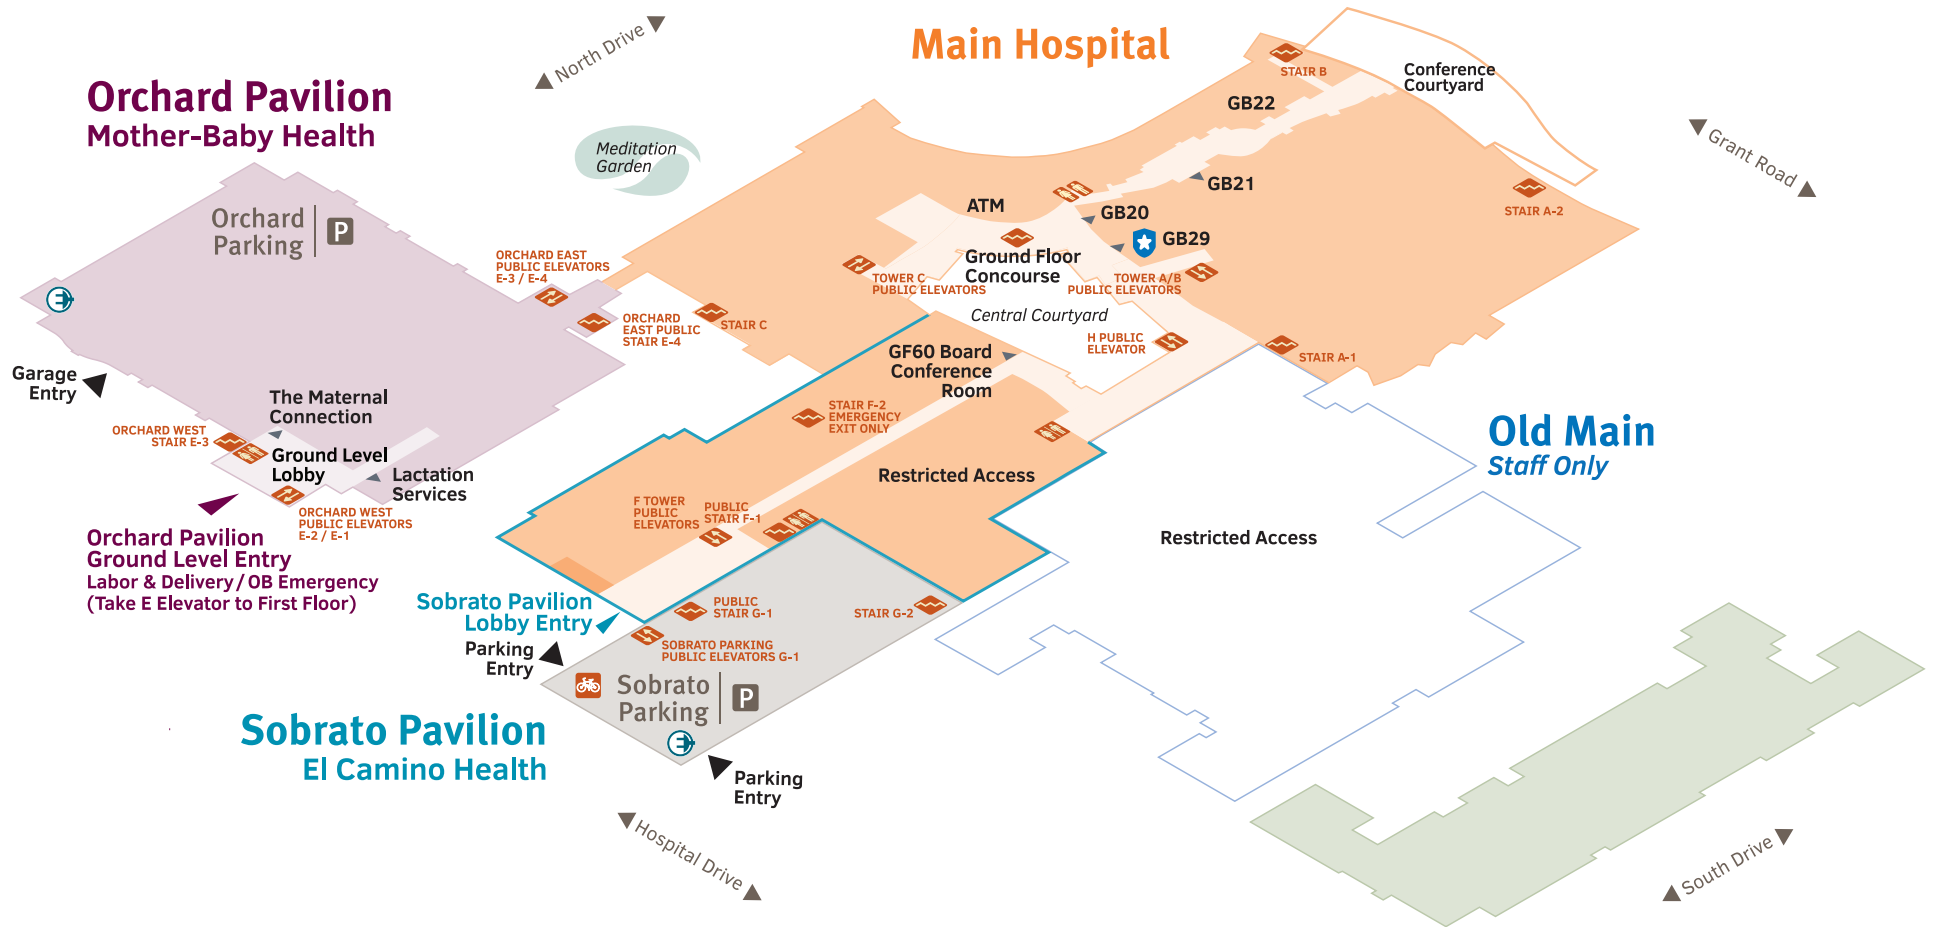 North Drive
Main Hospital
Orchard Pavilion
Mother-Baby Health
STAIR B
Conference
Courtyard
GB22
Grant Road
Meditation
Garden
GB21
STAIR A-2
Orchard
Parking
P
ATM
GB20
GB29
ORCHARD EAST
PUBLIC ELEVATORS
E-3 / E-4
Ground Floor
Concourse
TOWER C
PUBLIC ELEVATORS
TOWER A/B
PUBLIC ELEVATORS
ORCHARD
EAST PUBLIC
STAIR E-4
STAIR C
Central Courtyard
H PUBLIC
ELEVATOR
STAIR A-1
GF60 Board
Conference
Room
Garage
Entry
The Maternal
Connection
ORCHARD WEST
STAIR E-3
STAIR F-2
EMERGENCY
EXIT ONLY
Old Main
Staff Only
Ground Level
Lobby
Lactation
Services
Restricted Access
F TOWER
PUBLIC
ELEVATORS
PUBLIC
STAIR F-1
ORCHARD WEST
PUBLIC ELEVATORS
E-2 / E-1
Restricted Access
Orchard Pavilion
Ground Level Entry
Labor & Delivery / OB Emergency
(Take E Elevator to First Floor)
Sobrato Pavilion
Lobby Entry
PUBLIC
STAIR G-1
STAIR G-2
Parking
Entry
SOBRATO PARKING
PUBLIC ELEVATORS G-1
Sobrato
Parking
P
Sobrato Pavilion
El Camino Health
Parking
Entry
Hospital Drive
South Drive